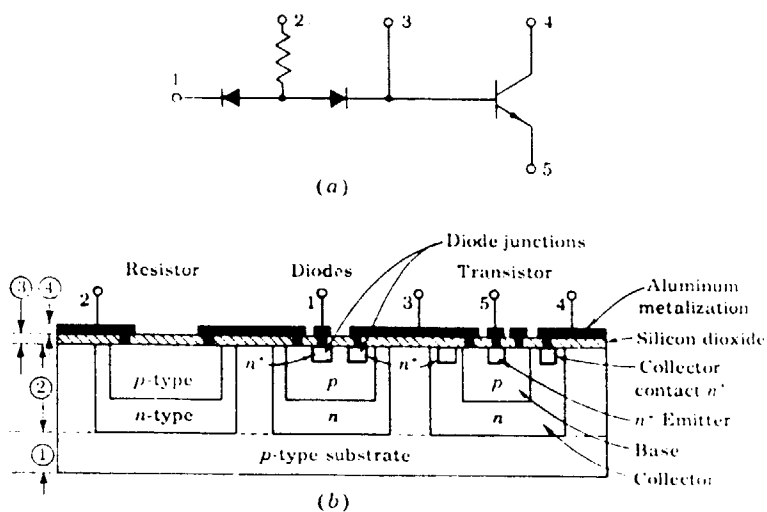 2
3
4
1
5
(a)
Diode junctions
Resistor
Diodes
Transistor
2
1
3
5
4
Aluminum
metalization
Silicon dioxide
Collector
contact n⁺
n⁺ Emitter
Base
Collector
③
④
②
①
n⁺
n⁺
p-type
n-type
p
n
p
n
p-type substrate
(b)